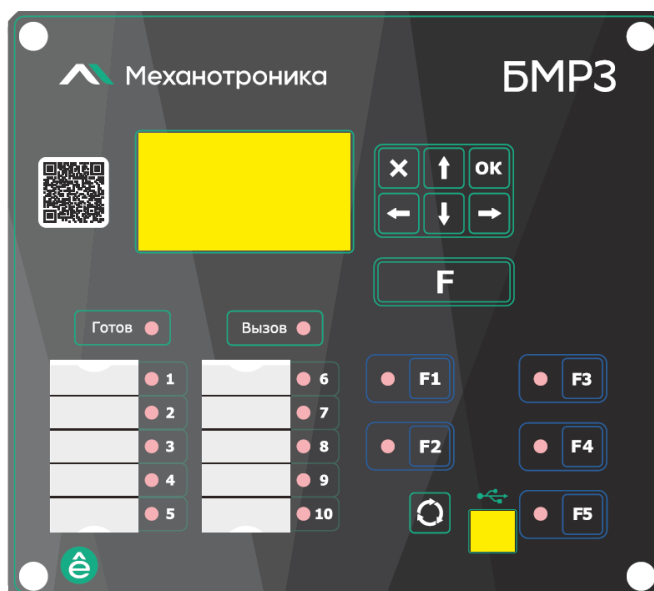 Механотроника
БМРЗ
OK
F
Готов
Вызов
1
6
F1
F3
2
7
3
8
F2
F4
4
9
5
10
F5
ê